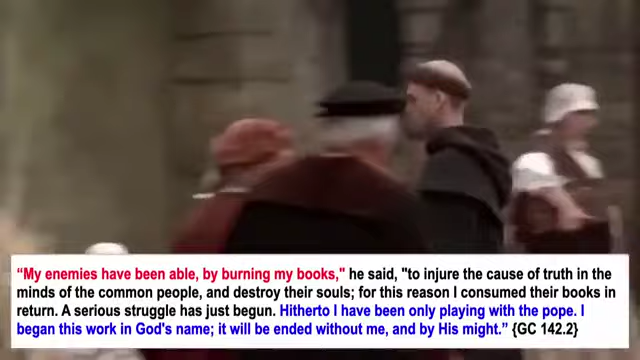 “My enemies have been able, by burning my books," he said, "to injure the cause of truth in the
minds of the common people, and destroy their souls; for this reason I consumed their books in
return. A serious struggle has just begun. Hitherto I have been only playing with the pope. I
began this work in God's name; it will be ended without me, and by His might.” {GC 142.2}